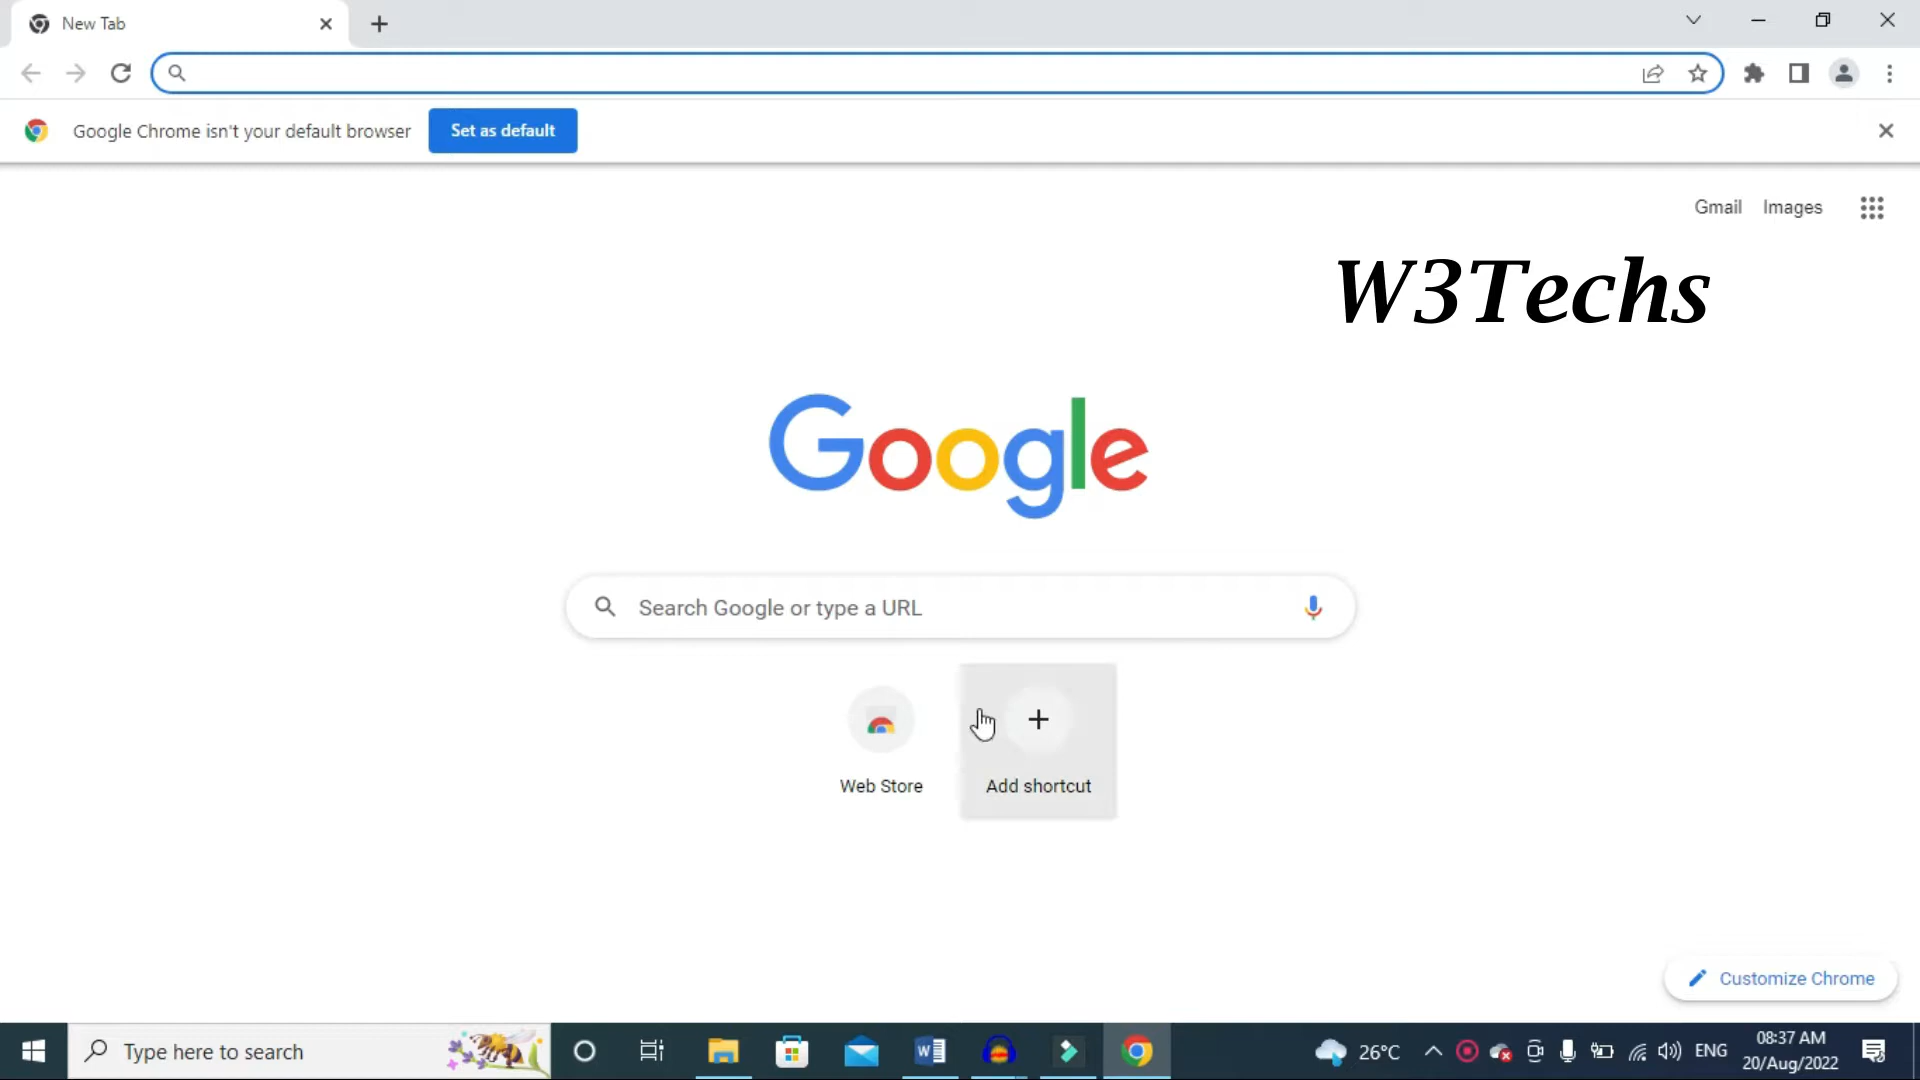 New Tab
Google Chrome isn't your default browser
Set as default
Gmail
Images
W3Techs
Google
Search Google or type a URL
Web Store
Add shortcut
Customize Chrome
Type here to search
W
26°C
ENG
08:37 AM
20/Aug/2022